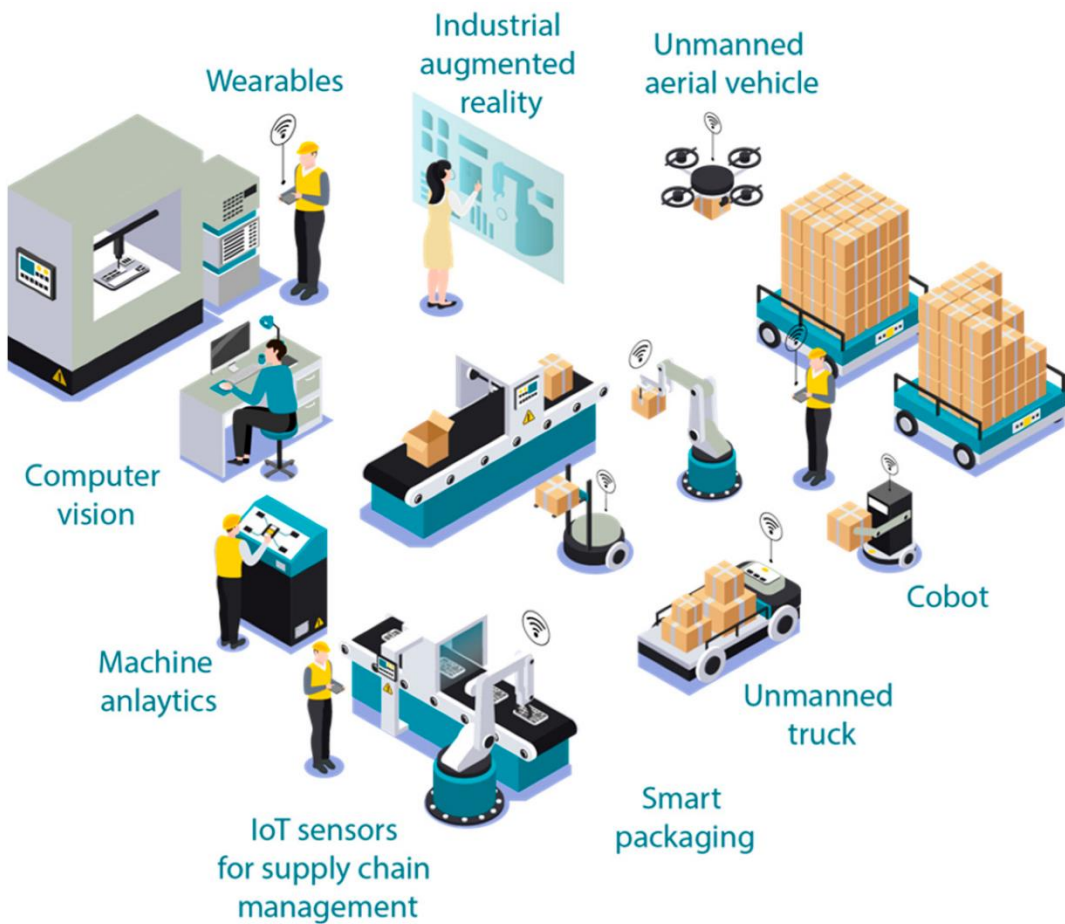 Industrial
augmented
reality
Unmanned
aerial vehicle
Wearables
Computer
vision
Cobot
Machine
anlaytics
Unmanned
truck
Smart
packaging
IoT sensors
for supply chain
management